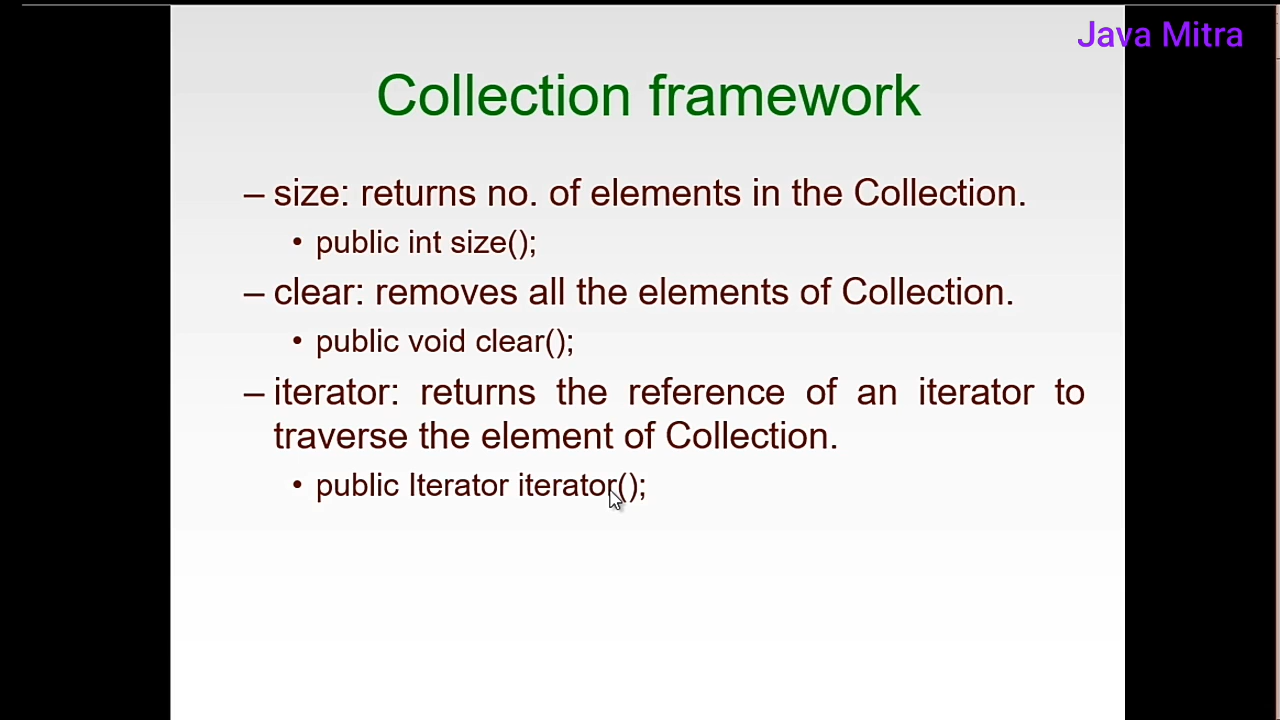 Java Mitra
Collection framework
– size: returns no. of elements in the Collection.
• public int size();
– clear: removes all the elements of Collection.
• public void clear();
– iterator: returns the reference of an iterator to
traverse the element of Collection.
• public Iterator iterator();